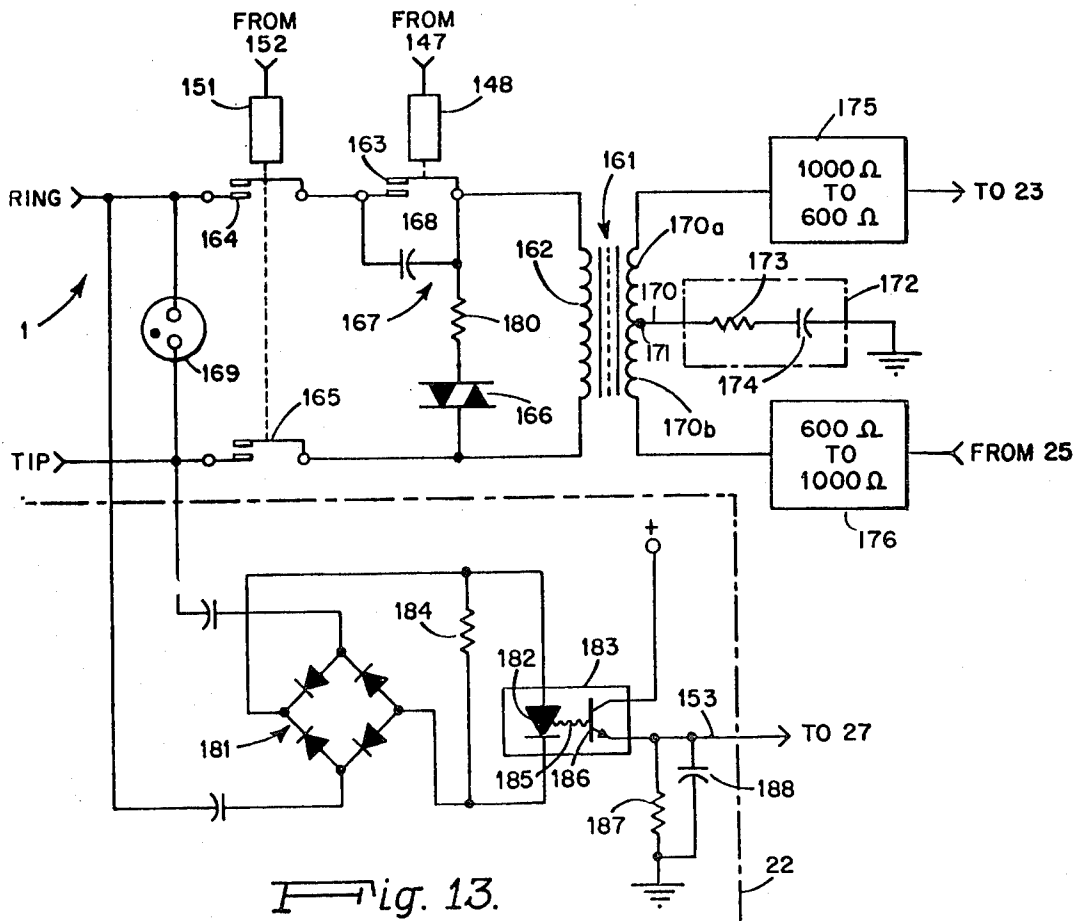 FROM
152
FROM
147
151
148
163
RING
164
168
161
162
170a
175
1000 Ω
TO
600 Ω
TO 23
173
172
170
1
167
180
171
174
169
165
166
170b
600 Ω
TO
1000 Ω
TIP
FROM 25
176
+
184
183
182
153
TO 27
181
185
186
187
188
22
Fig. 13.